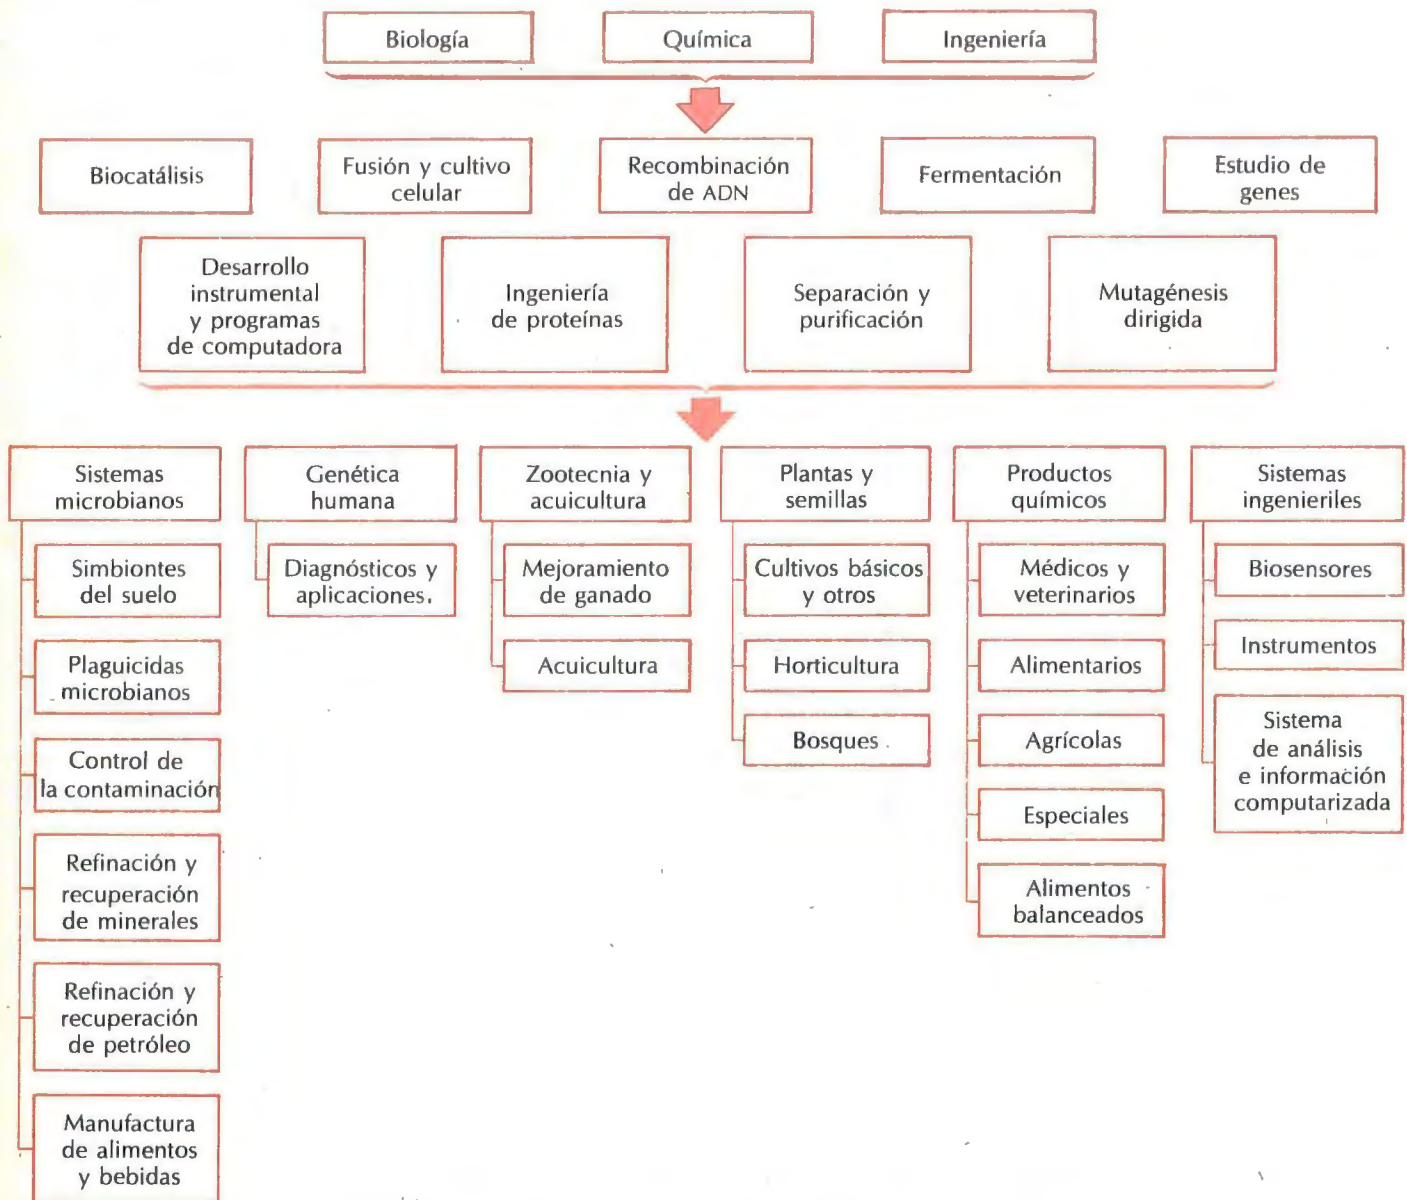 Biología
Química
Ingeniería
Biocatálisis
Fusión y cultivo
celular
Recombinación
de ADN
Fermentación
Estudio de
genes
Desarrollo
instrumental
y programas
de computadora
Ingeniería
de proteínas
Separación y
purificación
Mutagénesis
dirigida
Sistemas
microbianos
Simbiontes
del suelo
Plaguicidas
microbianos
Control de
la contaminación
Refinación y
recuperación
de minerales
Refinación y
recuperación
de petróleo
Manufactura
de alimentos
y bebidas
Genética
humana
Diagnósticos y
aplicaciones.
Zootecnia y
acuicultura
Mejoramiento
de ganado
Acuicultura
Plantas y
semillas
Cultivos básicos
y otros
Horticultura
Bosques
Productos
químicos
Médicos y
veterinarios
Alimentarios
Agrícolas
Especiales
Alimentos
balanceados
Sistemas
ingenieriles
Biosensores
Instrumentos
Sistema
de análisis
e información
computarizada